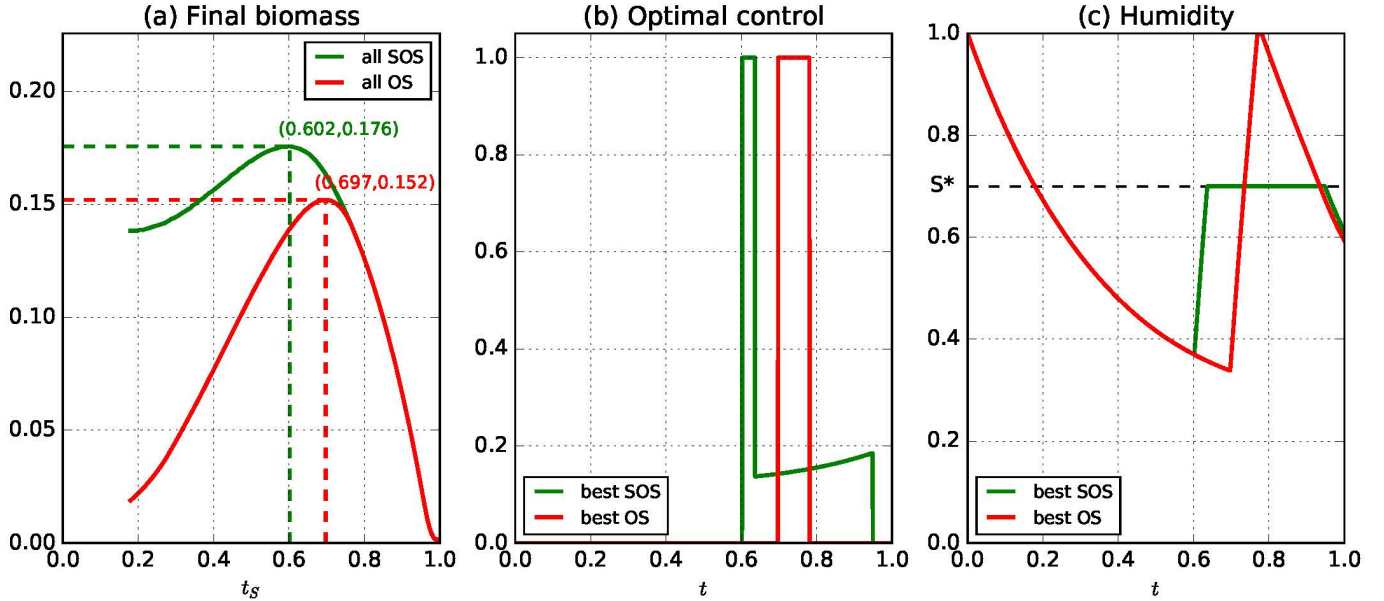 (a) Final biomass
all SOS
all OS
(0.602,0.176)
(0.697,0.152)
0.20
0.15
0.10
0.05
0.00
0.0 0.2 0.4 0.6 0.8 1.0
t_S
(b) Optimal control
1.0
0.8
0.6
0.4
0.2
0.0
best SOS
best OS
0.0 0.2 0.4 0.6 0.8 1.0
t
(c) Humidity
1.0
0.8
S*
0.6
0.4
0.2
0.0
best SOS
best OS
0.0 0.2 0.4 0.6 0.8 1.0
t